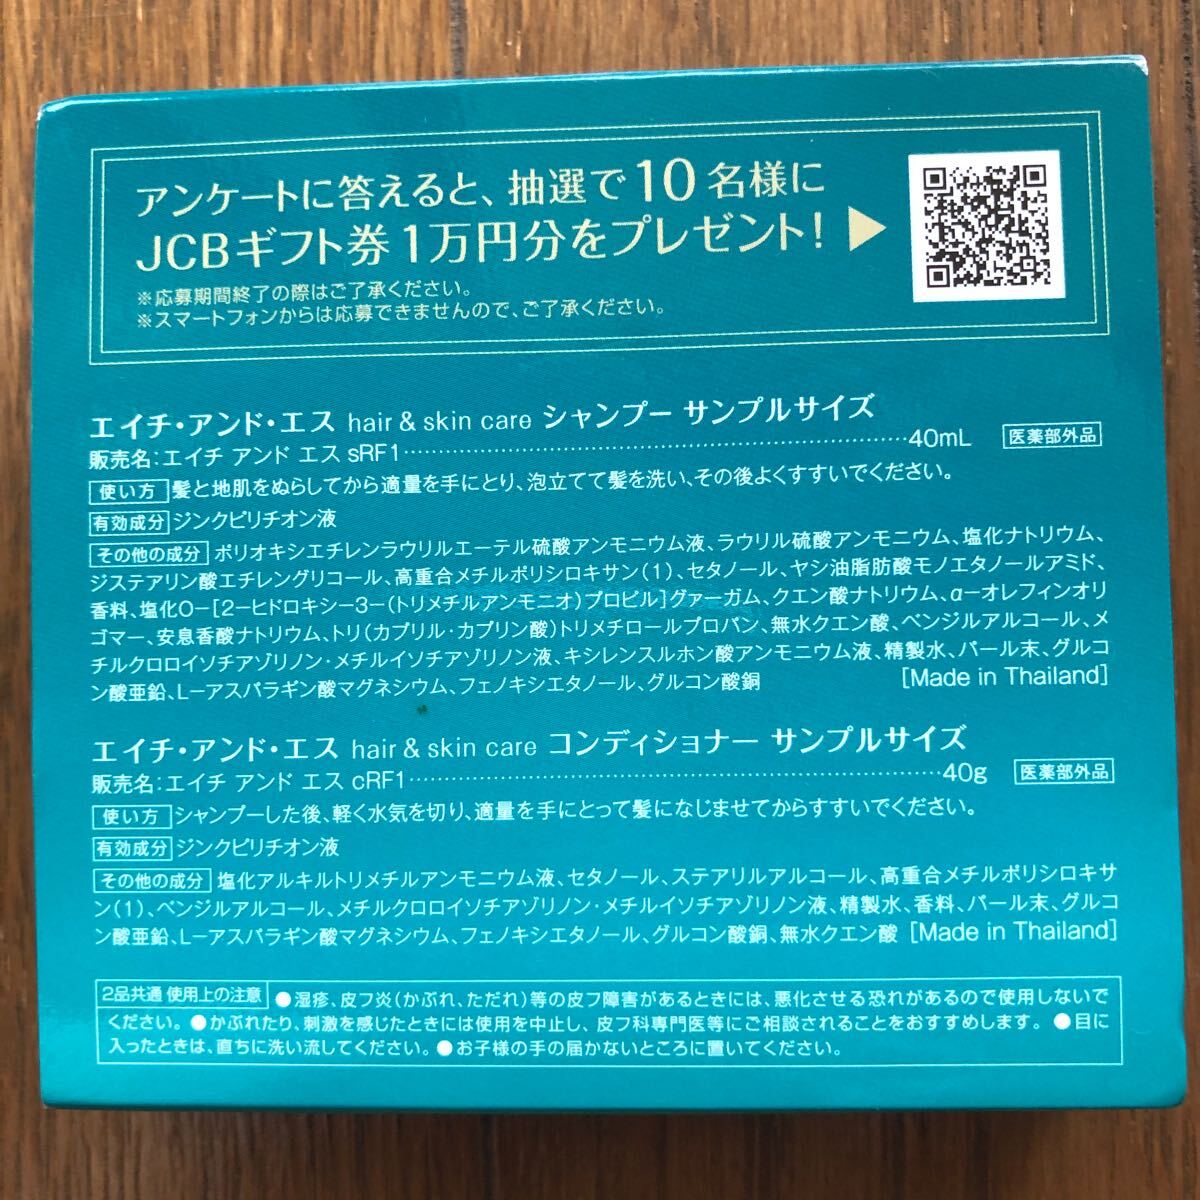 アンケートに答えると、抽選で10名様に
JCBギフト券1万円分をプレゼント!
※応募期間終了の際はご了承ください。
※スマートフォンからは応募できませんので、ご了承ください。
エイチ・アンド・エス hair & skin care シャンプー サンプルサイズ
販売名:エイチ アンド エス sRF1……………………………………………………40mL 医薬部外品
使い方 髪と地肌をぬらしてから適量を手にとり、泡立てて髪を洗い、その後よくすすいでください。
有効成分 ジンクピリチオン液
その他の成分 ポリオキシエチレンラウリルエーテル硫酸アンモニウム液、ラウリル硫酸アンモニウム、塩化ナトリウム、
ジステアリン酸エチレングリコール、高重合メチルポリシロキサン(1)、セタノール、ヤシ油脂肪酸モノエタノールアミド、
香料、塩化O-[2-ヒドロキシ-3-(トリメチルアンモニオ)プロピル]グァーガム、クエン酸ナトリウム、α-オレフィンオリ
ゴマー、安息香酸ナトリウム、トリ(カプリル・カプリン酸)トリメチロールプロパン、無水クエン酸、ベンジルアルコール、メ
チルクロロイソチアゾリノン・メチルイソチアゾリノン液、キシレンスルホン酸アンモニウム液、精製水、パール末、グルコ
ン酸亜鉛、L-アスパラギン酸マグネシウム、フェノキシエタノール、グルコン酸銅 [Made in Thailand]
エイチ・アンド・エス hair & skin care コンディショナー サンプルサイズ
販売名:エイチ アンド エス cRF1……………………………………………………40g 医薬部外品
使い方 シャンプーした後、軽く水気を切り、適量を手にとって髪になじませてからすすいでください。
有効成分 ジンクピリチオン液
その他の成分 塩化アルキルトリメチルアンモニウム液、セタノール、ステアリルアルコール、高重合メチルポリシロキサ
ン(1)、ベンジルアルコール、メチルクロロイソチアゾリノン・メチルイソチアゾリノン液、精製水、香料、パール末、グルコ
ン酸亜鉛、L-アスパラギン酸マグネシウム、フェノキシエタノール、グルコン酸銅、無水クエン酸 [Made in Thailand]
2品共通 使用上の注意 ●湿疹、皮フ炎(かぶれ、ただれ)等の皮フ障害があるときには、悪化させる恐れがあるので使用しないで
ください。●かぶれたり、刺激を感じたときには使用を中止し、皮フ科専門医等にご相談されることをおすすめします。●目に
入ったときは、直ちに洗い流してください。●お子様の手の届かないところに置いてください。